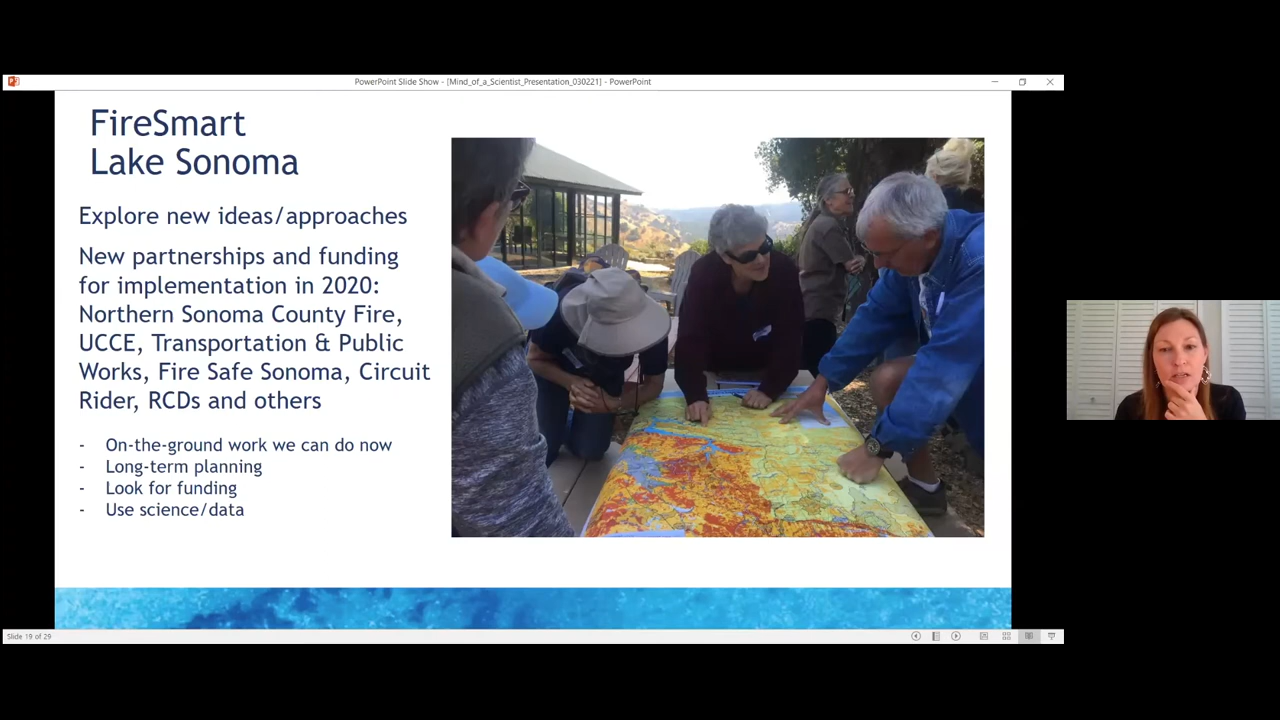 PowerPoint Slide Show - [Mind_of_a_Scientist_Presentation_030221] - PowerPoint
FireSmart
Lake Sonoma
Explore new ideas/approaches
New partnerships and funding
for implementation in 2020:
Northern Sonoma County Fire,
UCCE, Transportation & Public
Works, Fire Safe Sonoma, Circuit
Rider, RCDs and others
- On-the-ground work we can do now
- Long-term planning
- Look for funding
- Use science/data
Slide 19 of 29